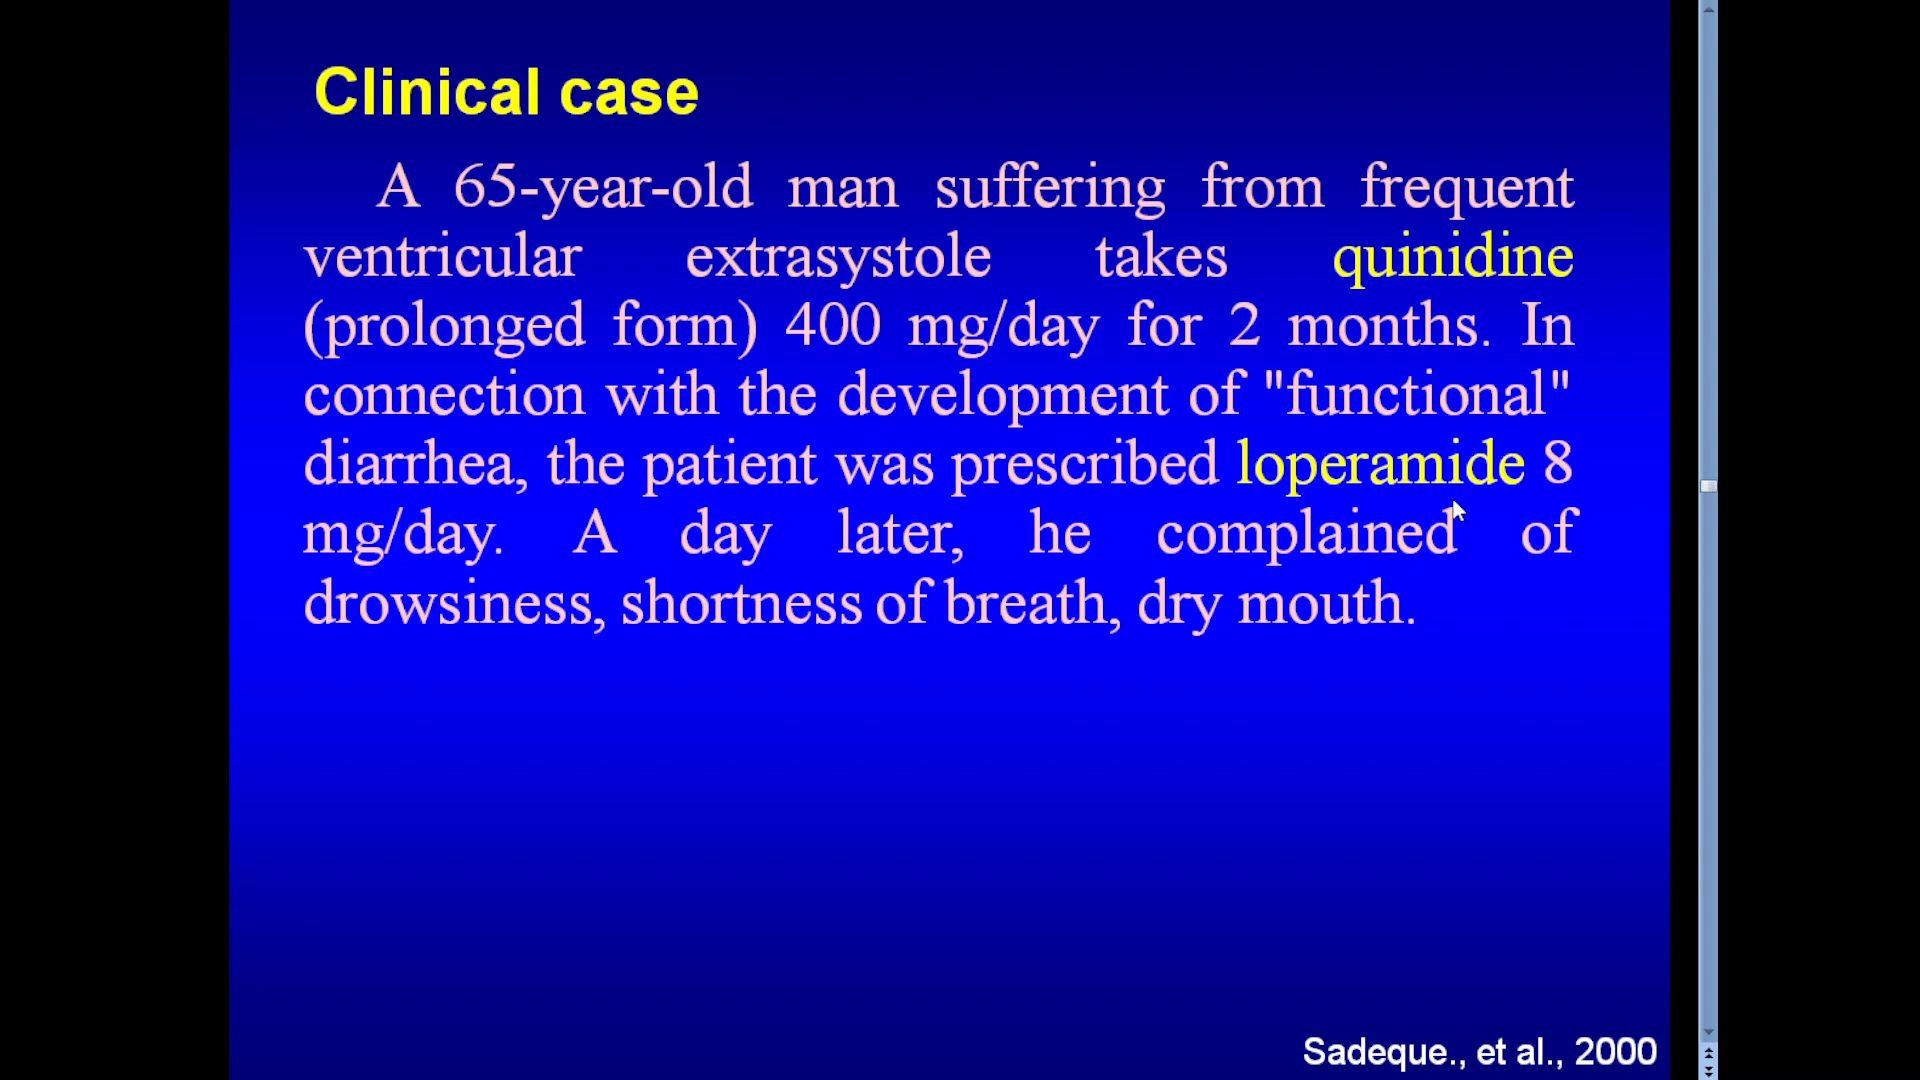 Clinical case
A 65-year-old man suffering from frequent
ventricular extrasystole takes quinidine
(prolonged form) 400 mg/day for 2 months. In
connection with the development of "functional"
diarrhea, the patient was prescribed loperamide 8
mg/day. A day later, he complained of
drowsiness, shortness of breath, dry mouth.
Sadeque., et al., 2000